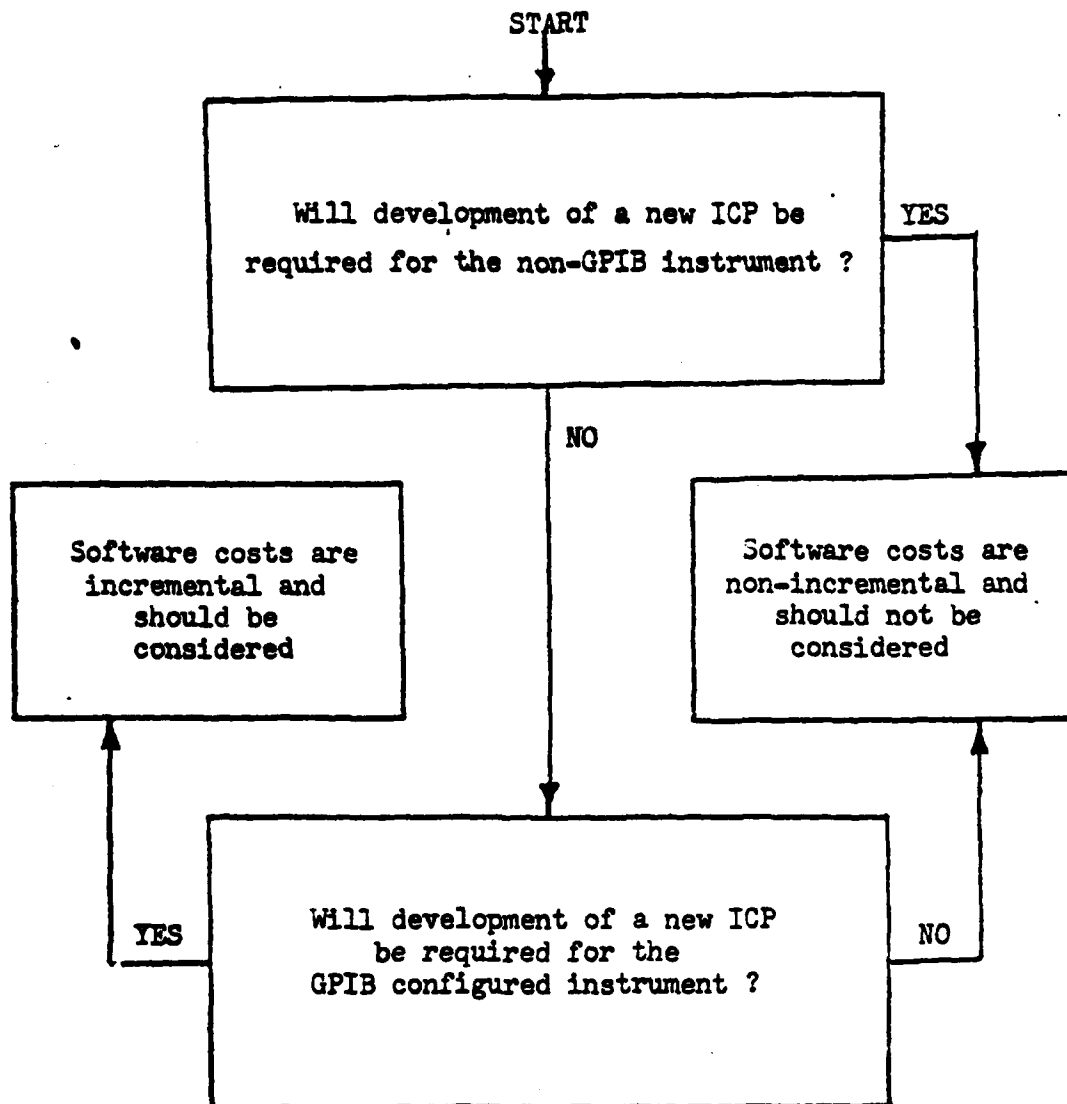 START
Will development of a new ICP be
required for the non-GPIB instrument ?
YES
NO
Software costs are
incremental and
should be
considered
Software costs are
non-incremental and
should not be
considered
YES
Will development of a new ICP
be required for the
GPIB configured instrument ?
NO